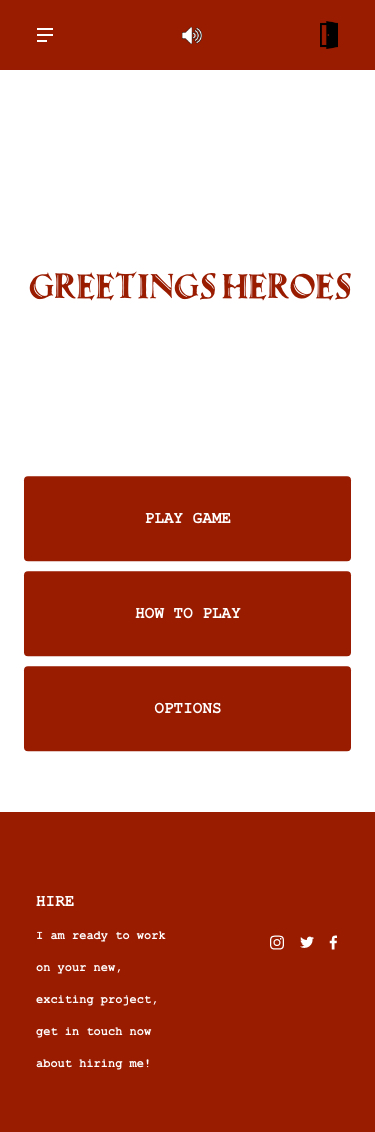 GREETINGS HEROES
PLAY GAME
HOW TO PLAY
OPTIONS
HIRE
I am ready to work
on your new,
exciting project,
get in touch now
about hiring me!